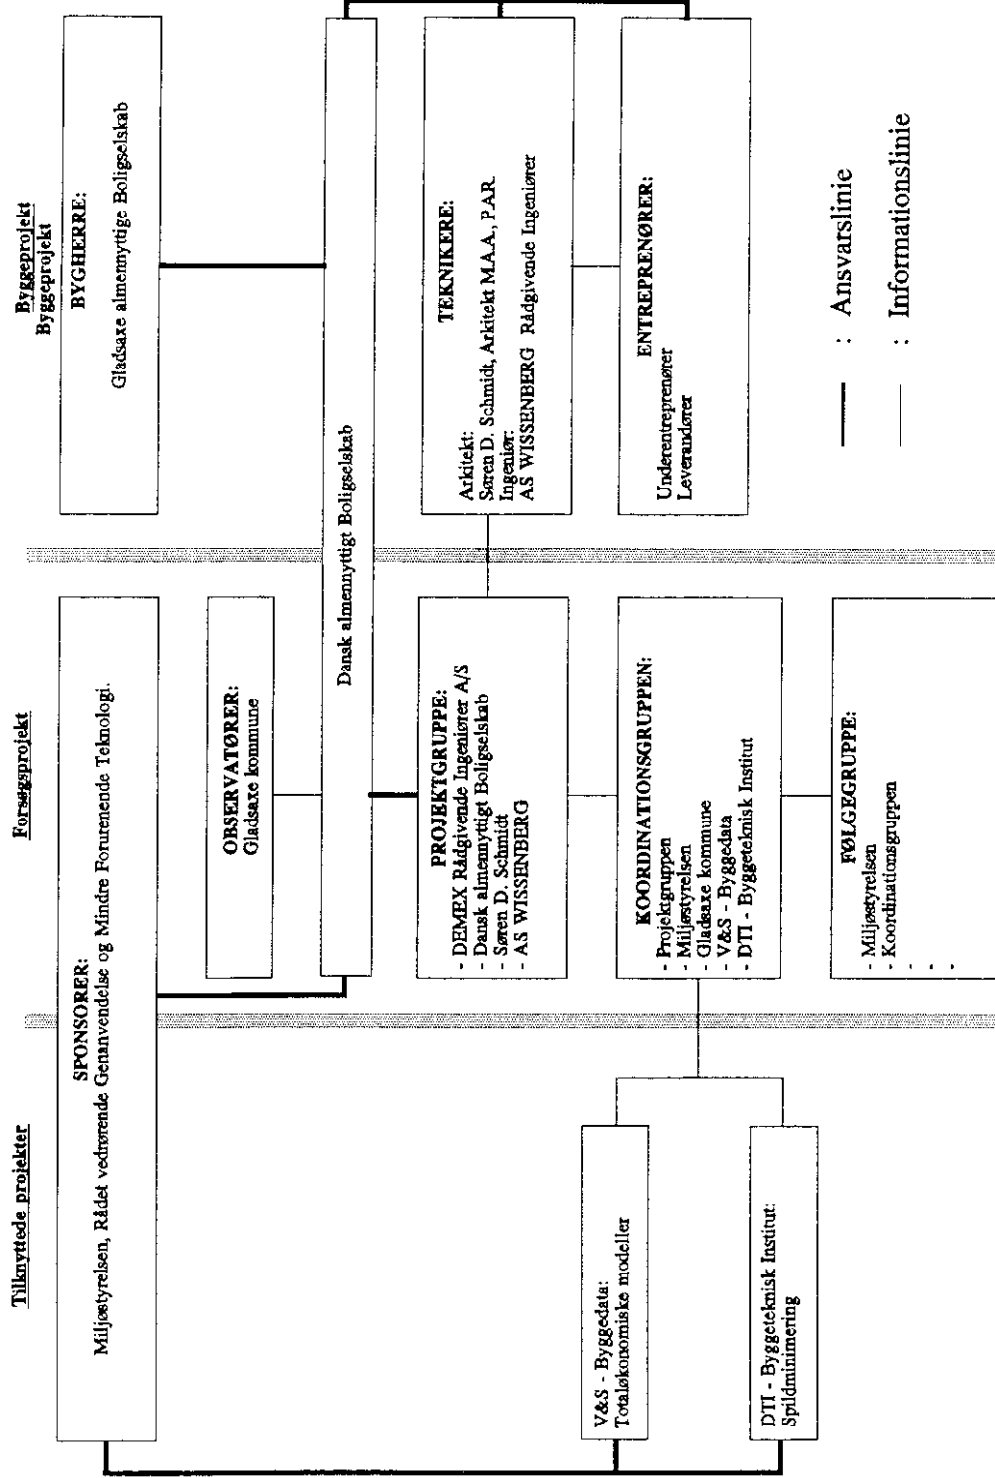 Tilknyttede projekter
Forsøgsprojekt
Byggeprojekt
Byggeprojekt
SPONSORER:
Miljøstyrelsen, Rådet vedrørende Genanvendelse og Mindre Forurenende Teknologi.
BYGHERRE:
Gladsaxe almennyttige Boligselskab
OBSERVATØRER:
Gladsaxe kommune
Dansk almennyttigt Boligselskab
PROJEKTGRUPPE:
- DEMEX Rådgivende Ingeniører A/S
- Dansk almennyttigt Boligselskab
- Søren D. Schmidt
- AS WISSENBERG
TEKNIKERE:
Arkitekt:
Søren D. Schmidt, Arkitekt M.A.A., P.AR.
Ingeniør:
AS WISSENBERG Rådgivende Ingeniører
KOORDINATIONSGRUPPEN:
- Projektgruppen
- Miljøstyrelsen
- Gladsaxe kommune
- V&S - Byggedata
- DTI - Byggeteknisk Institut
ENTREPRENØRER:
Underentreprenører
Leverandører
V&S - Byggedata:
Totaløkonomiske modeller
DTI - Byggeteknisk Institut:
Spildminimering
FØLGEGRUPPE:
- Miljøstyrelsen
- Koordinationsgruppen
-
-
-
: Ansvarslinie
: Informationslinie